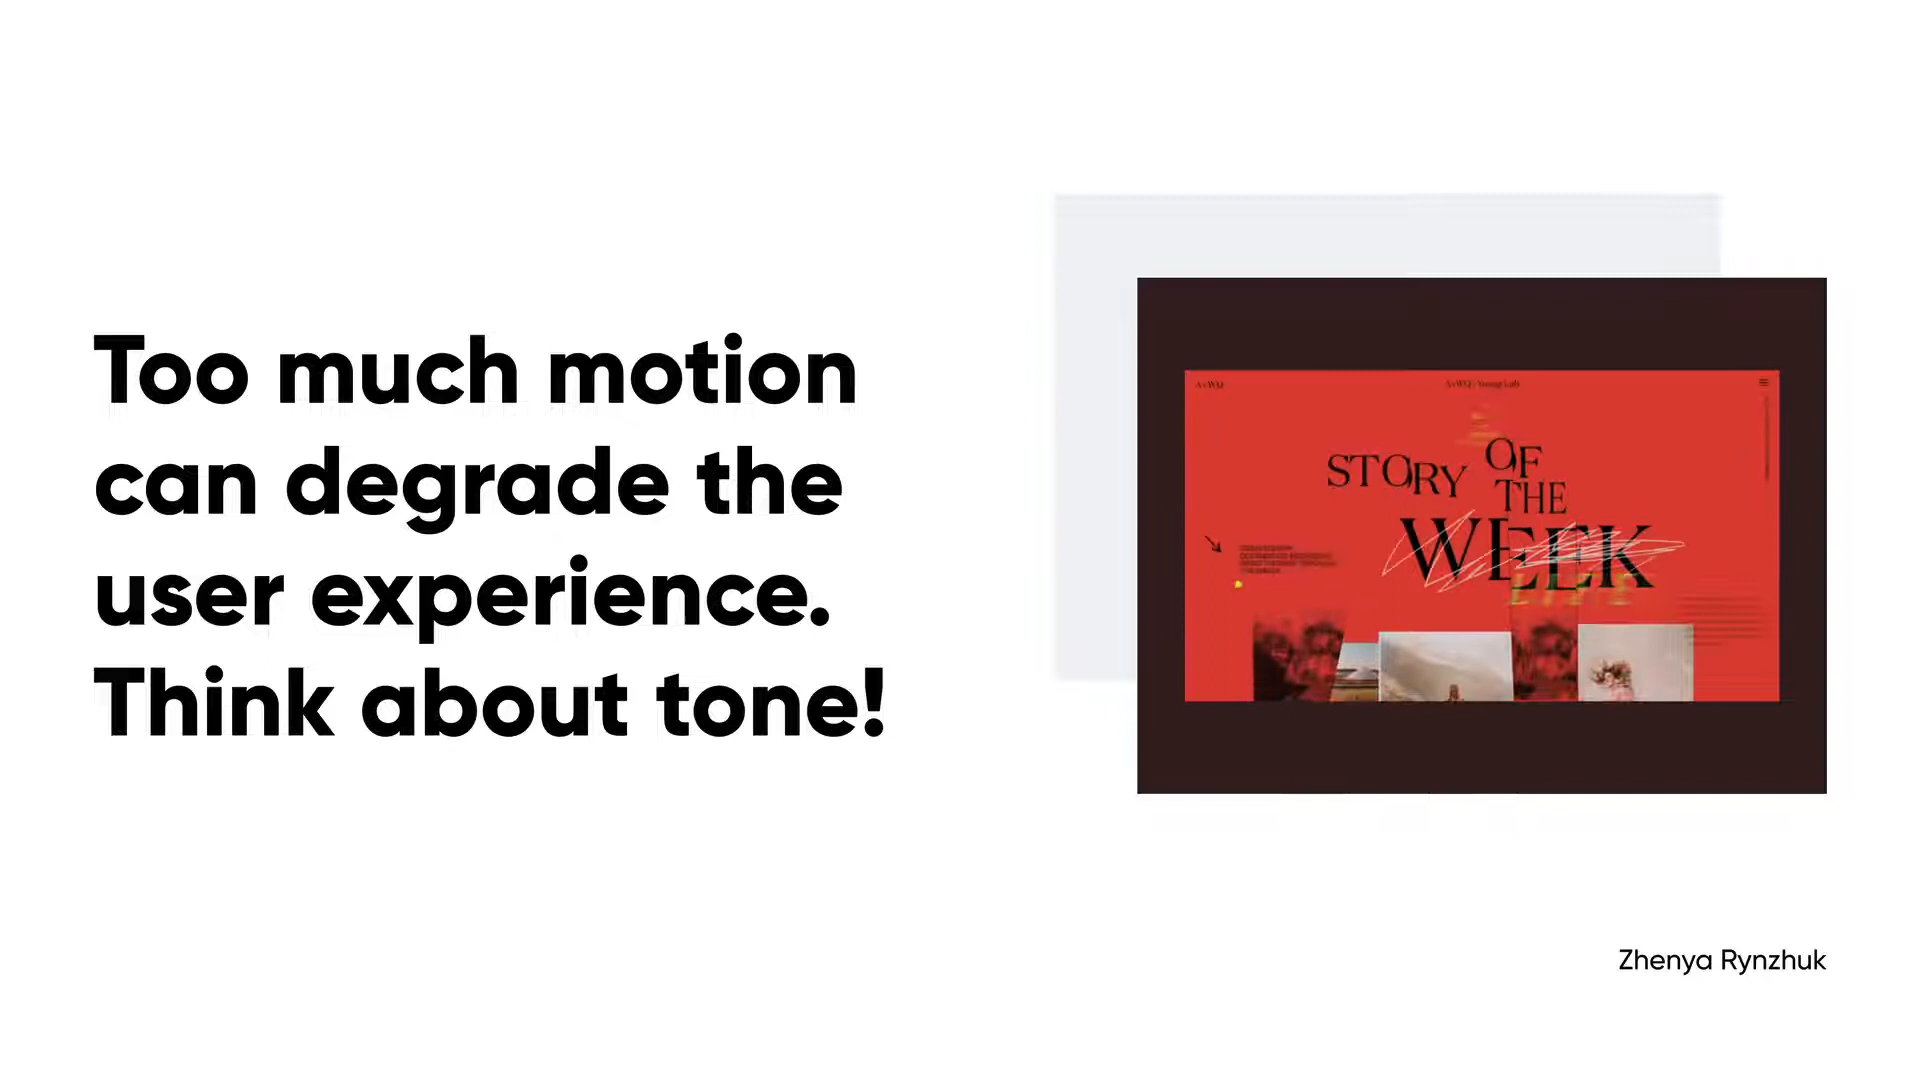 Too much motion
can degrade the
user experience.
Think about tone!
STORY OF
THE
WEEK
Zhenya Rynzhuk